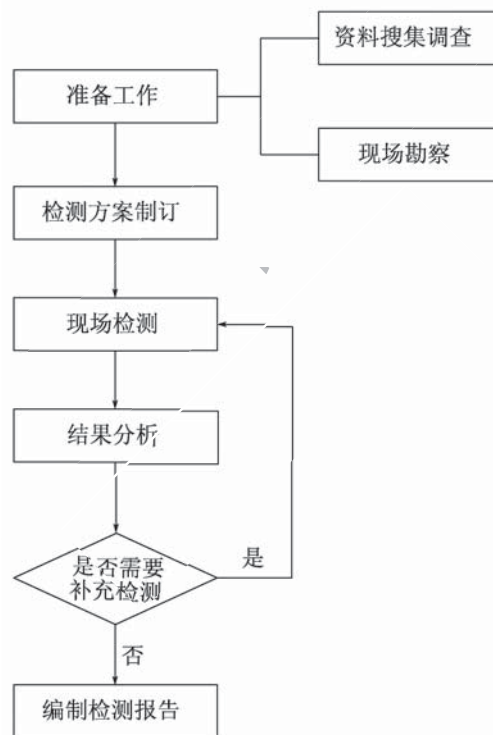 资料搜集调查
准备工作
现场勘察
检测方案制订
现场检测
结果分析
是否需要
补充检测
是
否
编制检测报告